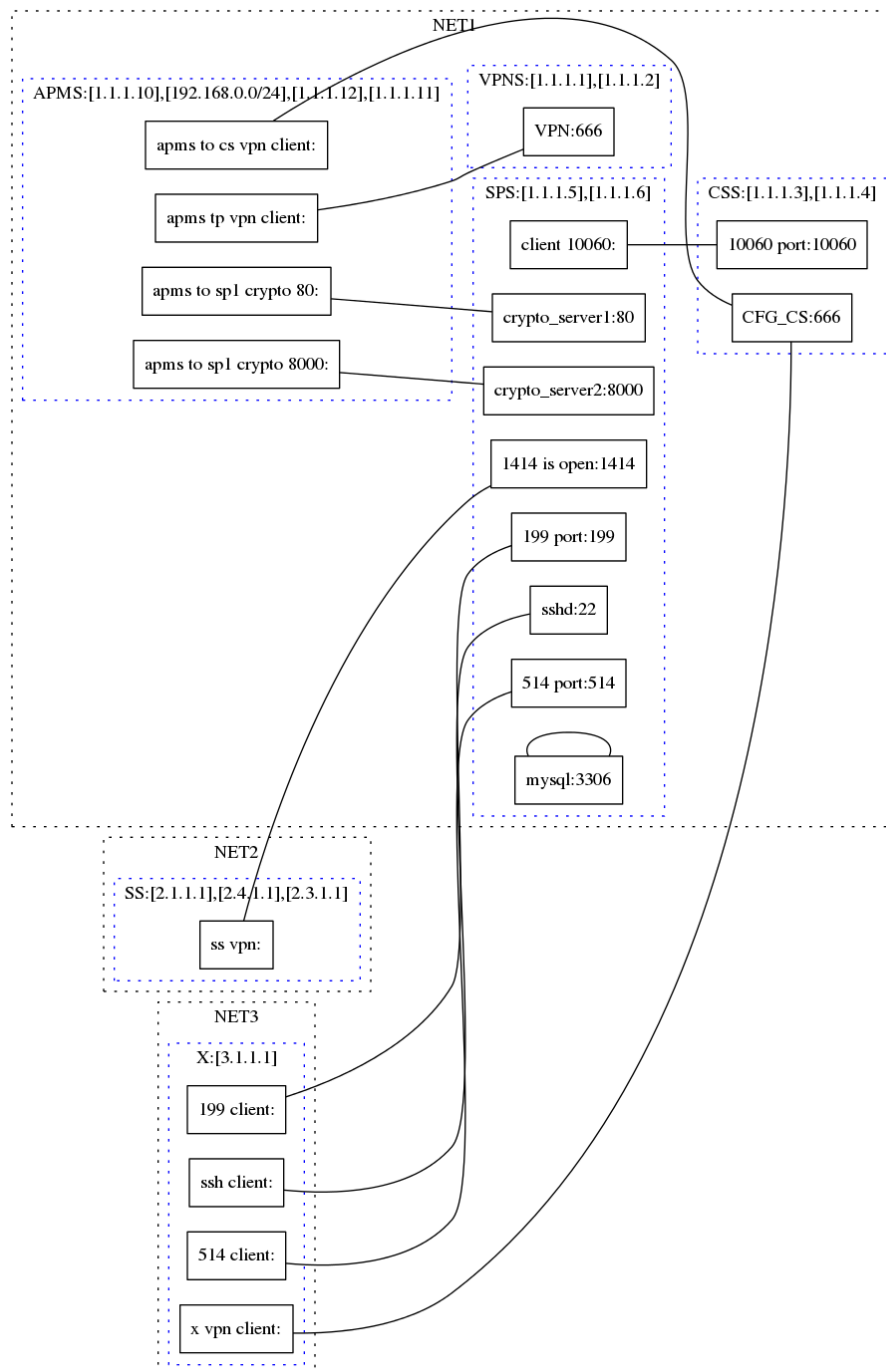 NET1
APMS:[1.1.1.10],[192.168.0.0/24],[1.1.1.12],[1.1.1.11]
apms to cs vpn client:
apms tp vpn client:
apms to sp1 crypto 80:
apms to sp1 crypto 8000:
VPNS:[1.1.1.1],[1.1.1.2]
VPN:666
SPS:[1.1.1.5],[1.1.1.6]
client 10060:
crypto_server1:80
crypto_server2:8000
1414 is open:1414
199 port:199
sshd:22
514 port:514
mysql:3306
CSS:[1.1.1.3],[1.1.1.4]
10060 port:10060
CFG_CS:666
NET2
SS:[2.1.1.1],[2.4.1.1],[2.3.1.1]
ss vpn:
NET3
X:[3.1.1.1]
199 client:
ssh client:
514 client:
x vpn client: